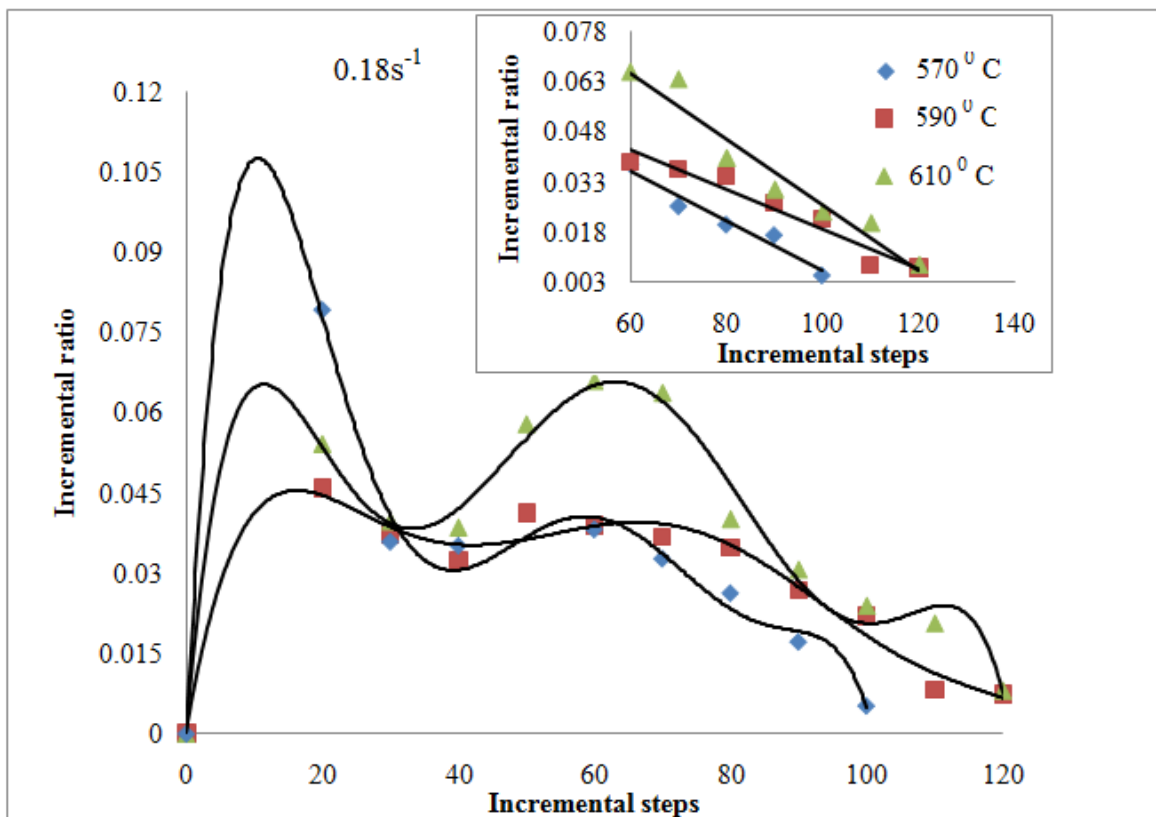 0.18s-1
0.12
0.105
0.09
0.075
0.06
0.045
0.03
0.015
0
Incremental ratio
0 20 40 60 80 100 120
Incremental steps
0.078
0.063
0.048
0.033
0.018
0.003
Incremental ratio
60 80 100 120 140
Incremental steps
570 0 C
590 0 C
610 0 C